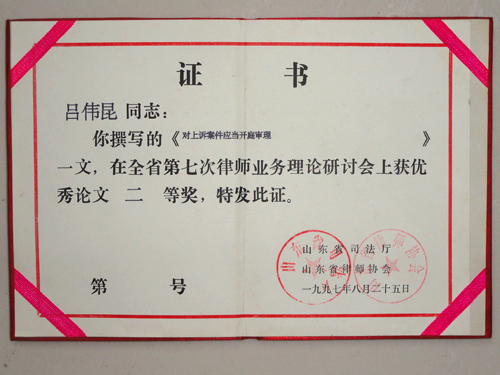 证 书
吕伟昆 同志：
你撰写的《对上诉案件应当开庭审理》
一文，在全省第七次律师业务理论研讨会上获优
秀论文 二 等奖，特发此证。
山东省司法厅
山东省律师协会
一九九七年八月二十五日
第 号